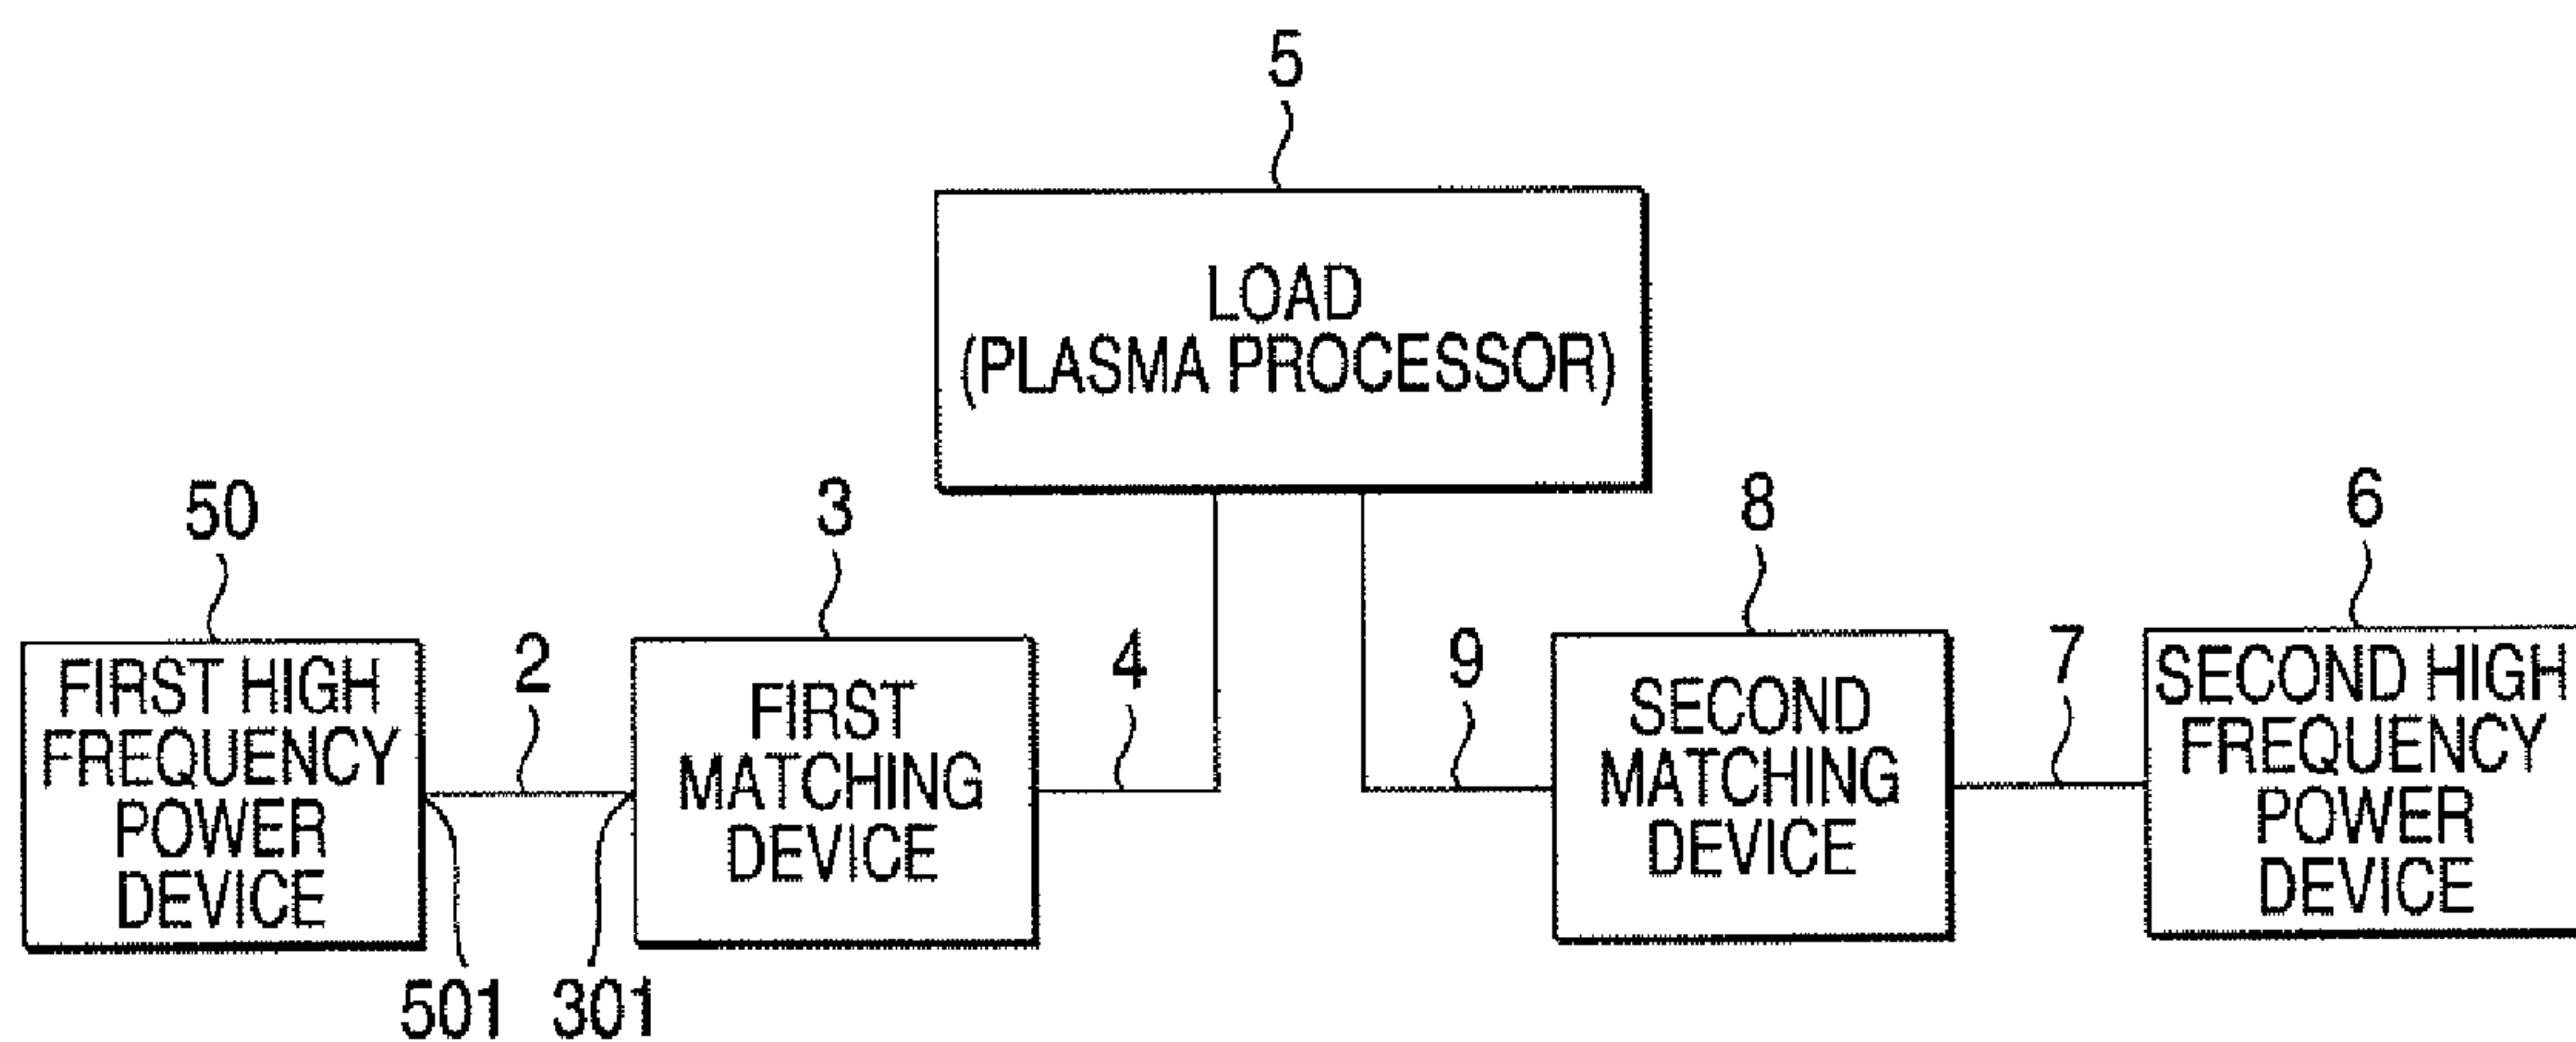 5
LOAD
(PLASMA PROCESSOR)
50
3
8
6
2
4
9
7
FIRST HIGH
FREQUENCY
POWER
DEVICE
FIRST
MATCHING
DEVICE
SECOND
MATCHING
DEVICE
SECOND HIGH
FREQUENCY
POWER
DEVICE
501
301